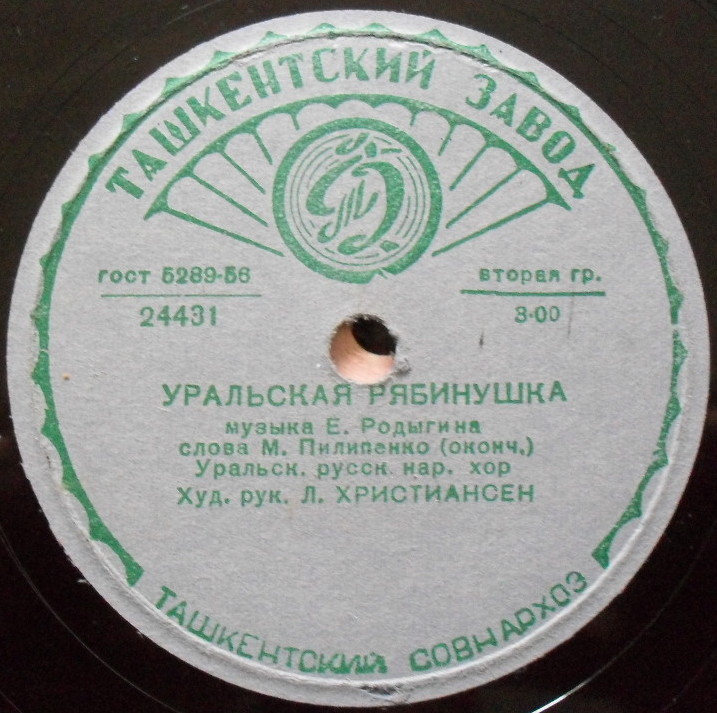 ТАШКЕНТСКИЙ ЗАВОД
гост 5289-56
вторая гр.
24431
3-00
УРАЛЬСКАЯ РЯБИНУШКА
музыка Е. Родыгина
слова М. Пилипенко (оконч.)
Уральск. русск. нар. хор
Худ. рук. Л. ХРИСТИАНСЕН
ТАШКЕНТСКИЙ СОВНАРХОЗ